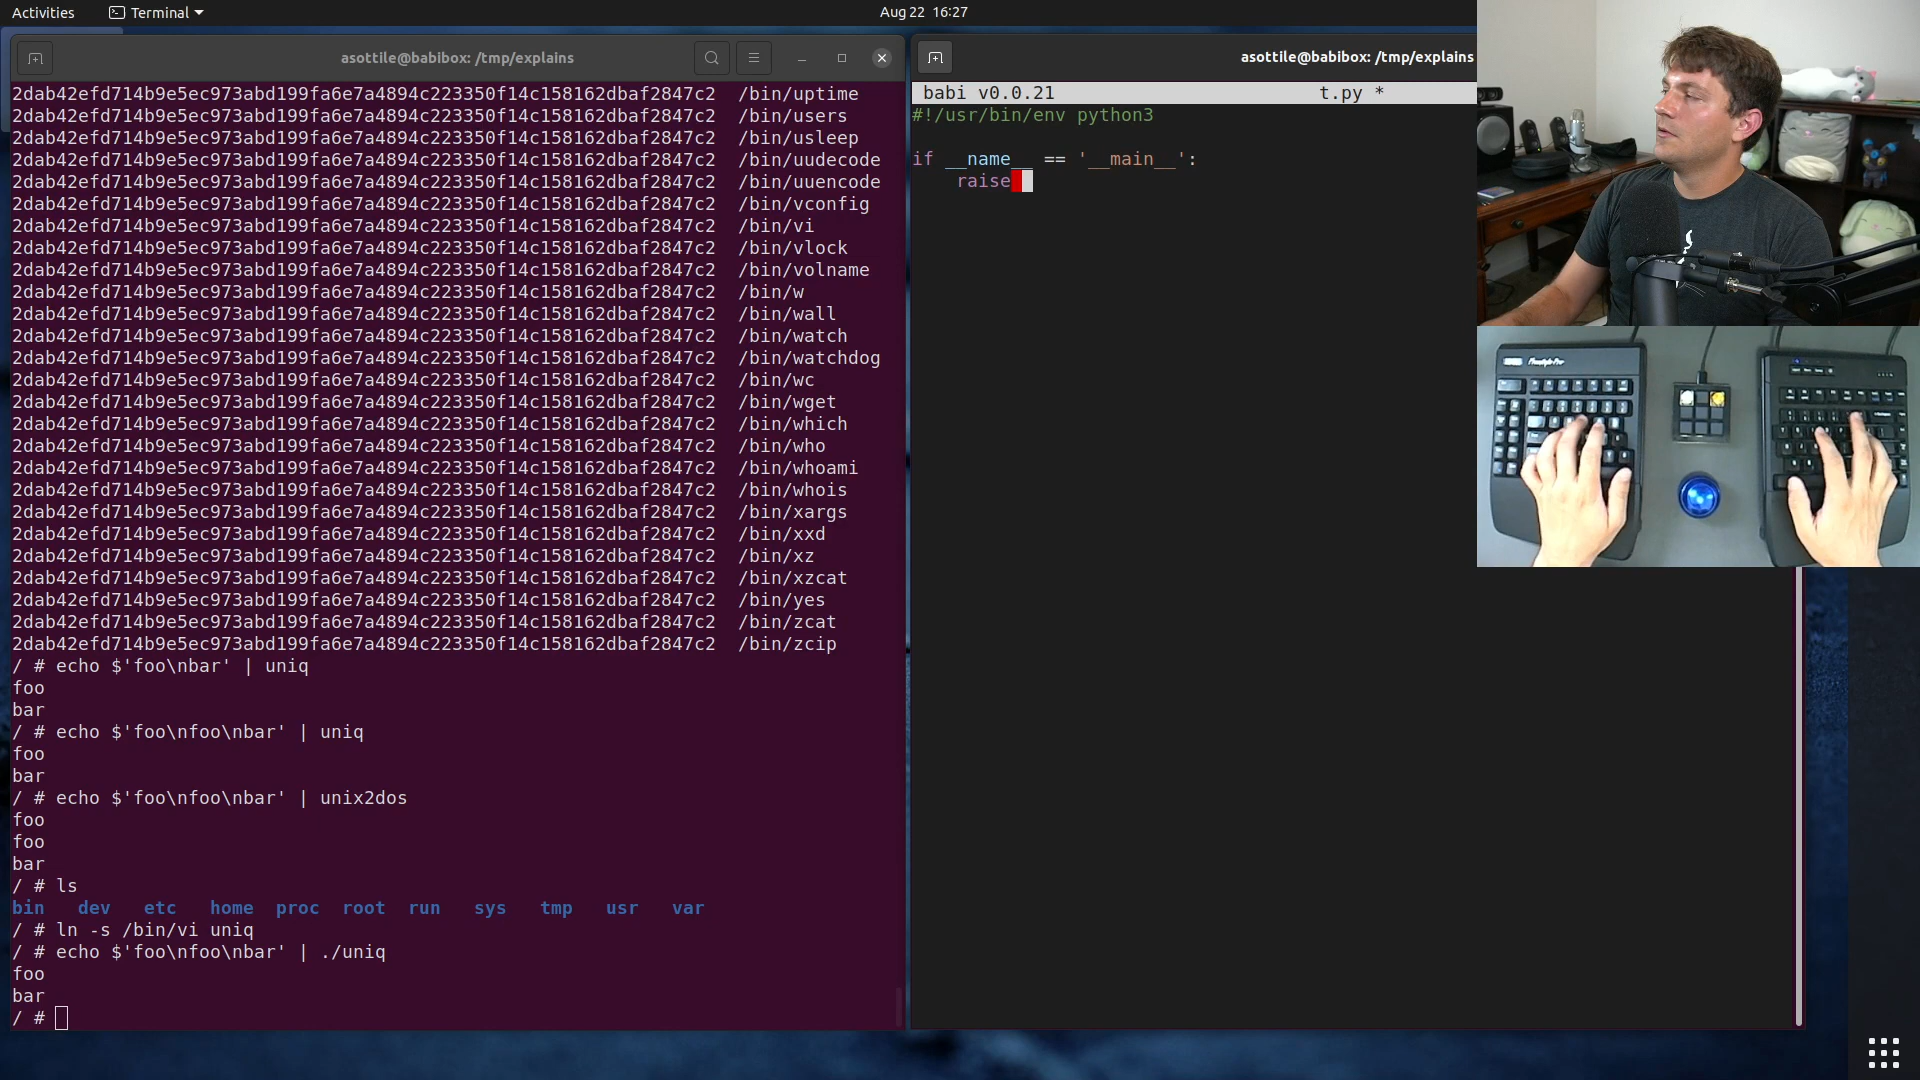 Activities
Terminal
Aug 22 16:27
asottile@babibox: /tmp/explains
2dab42efd714b9e5ec973abd199fa6e7a4894c223350f14c158162dbaf2847c2  /bin/uptime
2dab42efd714b9e5ec973abd199fa6e7a4894c223350f14c158162dbaf2847c2  /bin/users
2dab42efd714b9e5ec973abd199fa6e7a4894c223350f14c158162dbaf2847c2  /bin/usleep
2dab42efd714b9e5ec973abd199fa6e7a4894c223350f14c158162dbaf2847c2  /bin/uudecode
2dab42efd714b9e5ec973abd199fa6e7a4894c223350f14c158162dbaf2847c2  /bin/uuencode
2dab42efd714b9e5ec973abd199fa6e7a4894c223350f14c158162dbaf2847c2  /bin/vconfig
2dab42efd714b9e5ec973abd199fa6e7a4894c223350f14c158162dbaf2847c2  /bin/vi
2dab42efd714b9e5ec973abd199fa6e7a4894c223350f14c158162dbaf2847c2  /bin/vlock
2dab42efd714b9e5ec973abd199fa6e7a4894c223350f14c158162dbaf2847c2  /bin/volname
2dab42efd714b9e5ec973abd199fa6e7a4894c223350f14c158162dbaf2847c2  /bin/w
2dab42efd714b9e5ec973abd199fa6e7a4894c223350f14c158162dbaf2847c2  /bin/wall
2dab42efd714b9e5ec973abd199fa6e7a4894c223350f14c158162dbaf2847c2  /bin/watch
2dab42efd714b9e5ec973abd199fa6e7a4894c223350f14c158162dbaf2847c2  /bin/watchdog
2dab42efd714b9e5ec973abd199fa6e7a4894c223350f14c158162dbaf2847c2  /bin/wc
2dab42efd714b9e5ec973abd199fa6e7a4894c223350f14c158162dbaf2847c2  /bin/wget
2dab42efd714b9e5ec973abd199fa6e7a4894c223350f14c158162dbaf2847c2  /bin/which
2dab42efd714b9e5ec973abd199fa6e7a4894c223350f14c158162dbaf2847c2  /bin/who
2dab42efd714b9e5ec973abd199fa6e7a4894c223350f14c158162dbaf2847c2  /bin/whoami
2dab42efd714b9e5ec973abd199fa6e7a4894c223350f14c158162dbaf2847c2  /bin/whois
2dab42efd714b9e5ec973abd199fa6e7a4894c223350f14c158162dbaf2847c2  /bin/xargs
2dab42efd714b9e5ec973abd199fa6e7a4894c223350f14c158162dbaf2847c2  /bin/xxd
2dab42efd714b9e5ec973abd199fa6e7a4894c223350f14c158162dbaf2847c2  /bin/xz
2dab42efd714b9e5ec973abd199fa6e7a4894c223350f14c158162dbaf2847c2  /bin/xzcat
2dab42efd714b9e5ec973abd199fa6e7a4894c223350f14c158162dbaf2847c2  /bin/yes
2dab42efd714b9e5ec973abd199fa6e7a4894c223350f14c158162dbaf2847c2  /bin/zcat
2dab42efd714b9e5ec973abd199fa6e7a4894c223350f14c158162dbaf2847c2  /bin/zcip
/ # echo $'foo\nbar' | uniq
foo
bar
/ # echo $'foo\nfoo\nbar' | uniq
foo
bar
/ # echo $'foo\nfoo\nbar' | unix2dos
foo
foo
bar
/ # ls
bin   dev   etc   home  proc  root  run   sys   tmp   usr   var
/ # ln -s /bin/vi uniq
/ # echo $'foo\nfoo\nbar' | ./uniq
foo
bar
/ #
asottile@babibox: /tmp/explains
babi v0.0.21
t.py *
#!/usr/bin/env python3
if __name__ == '__main__':
    raise